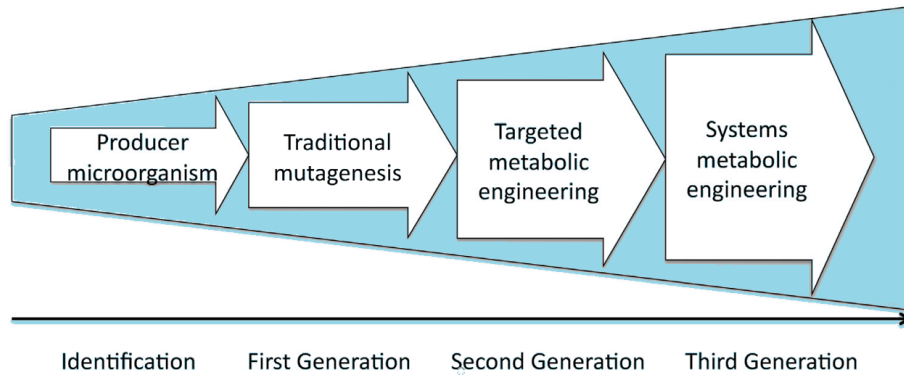 Producer
microorganism
Traditional
mutagenesis
Targeted
metabolic
engineering
Systems
metabolic
engineering
Identification
First Generation
Second Generation
Third Generation